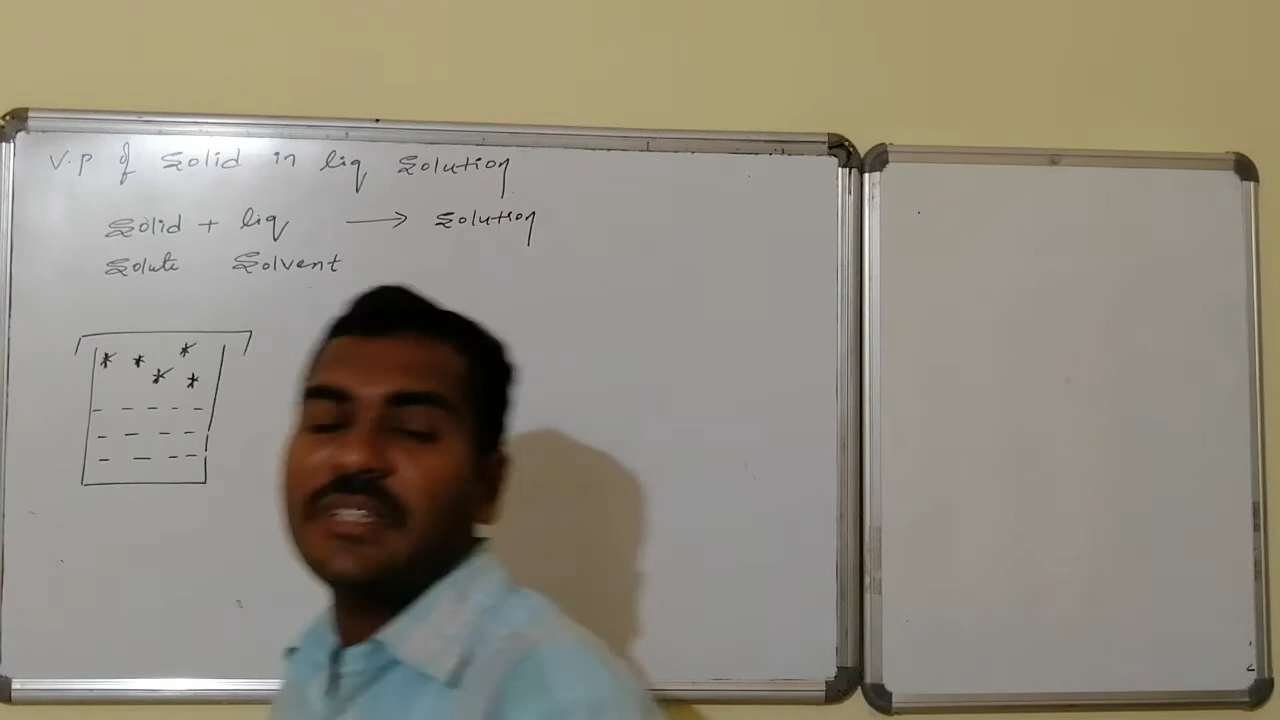 V.P of Solid in liq Solution
Solid + liq ⟶ Solution
Solute Solvent